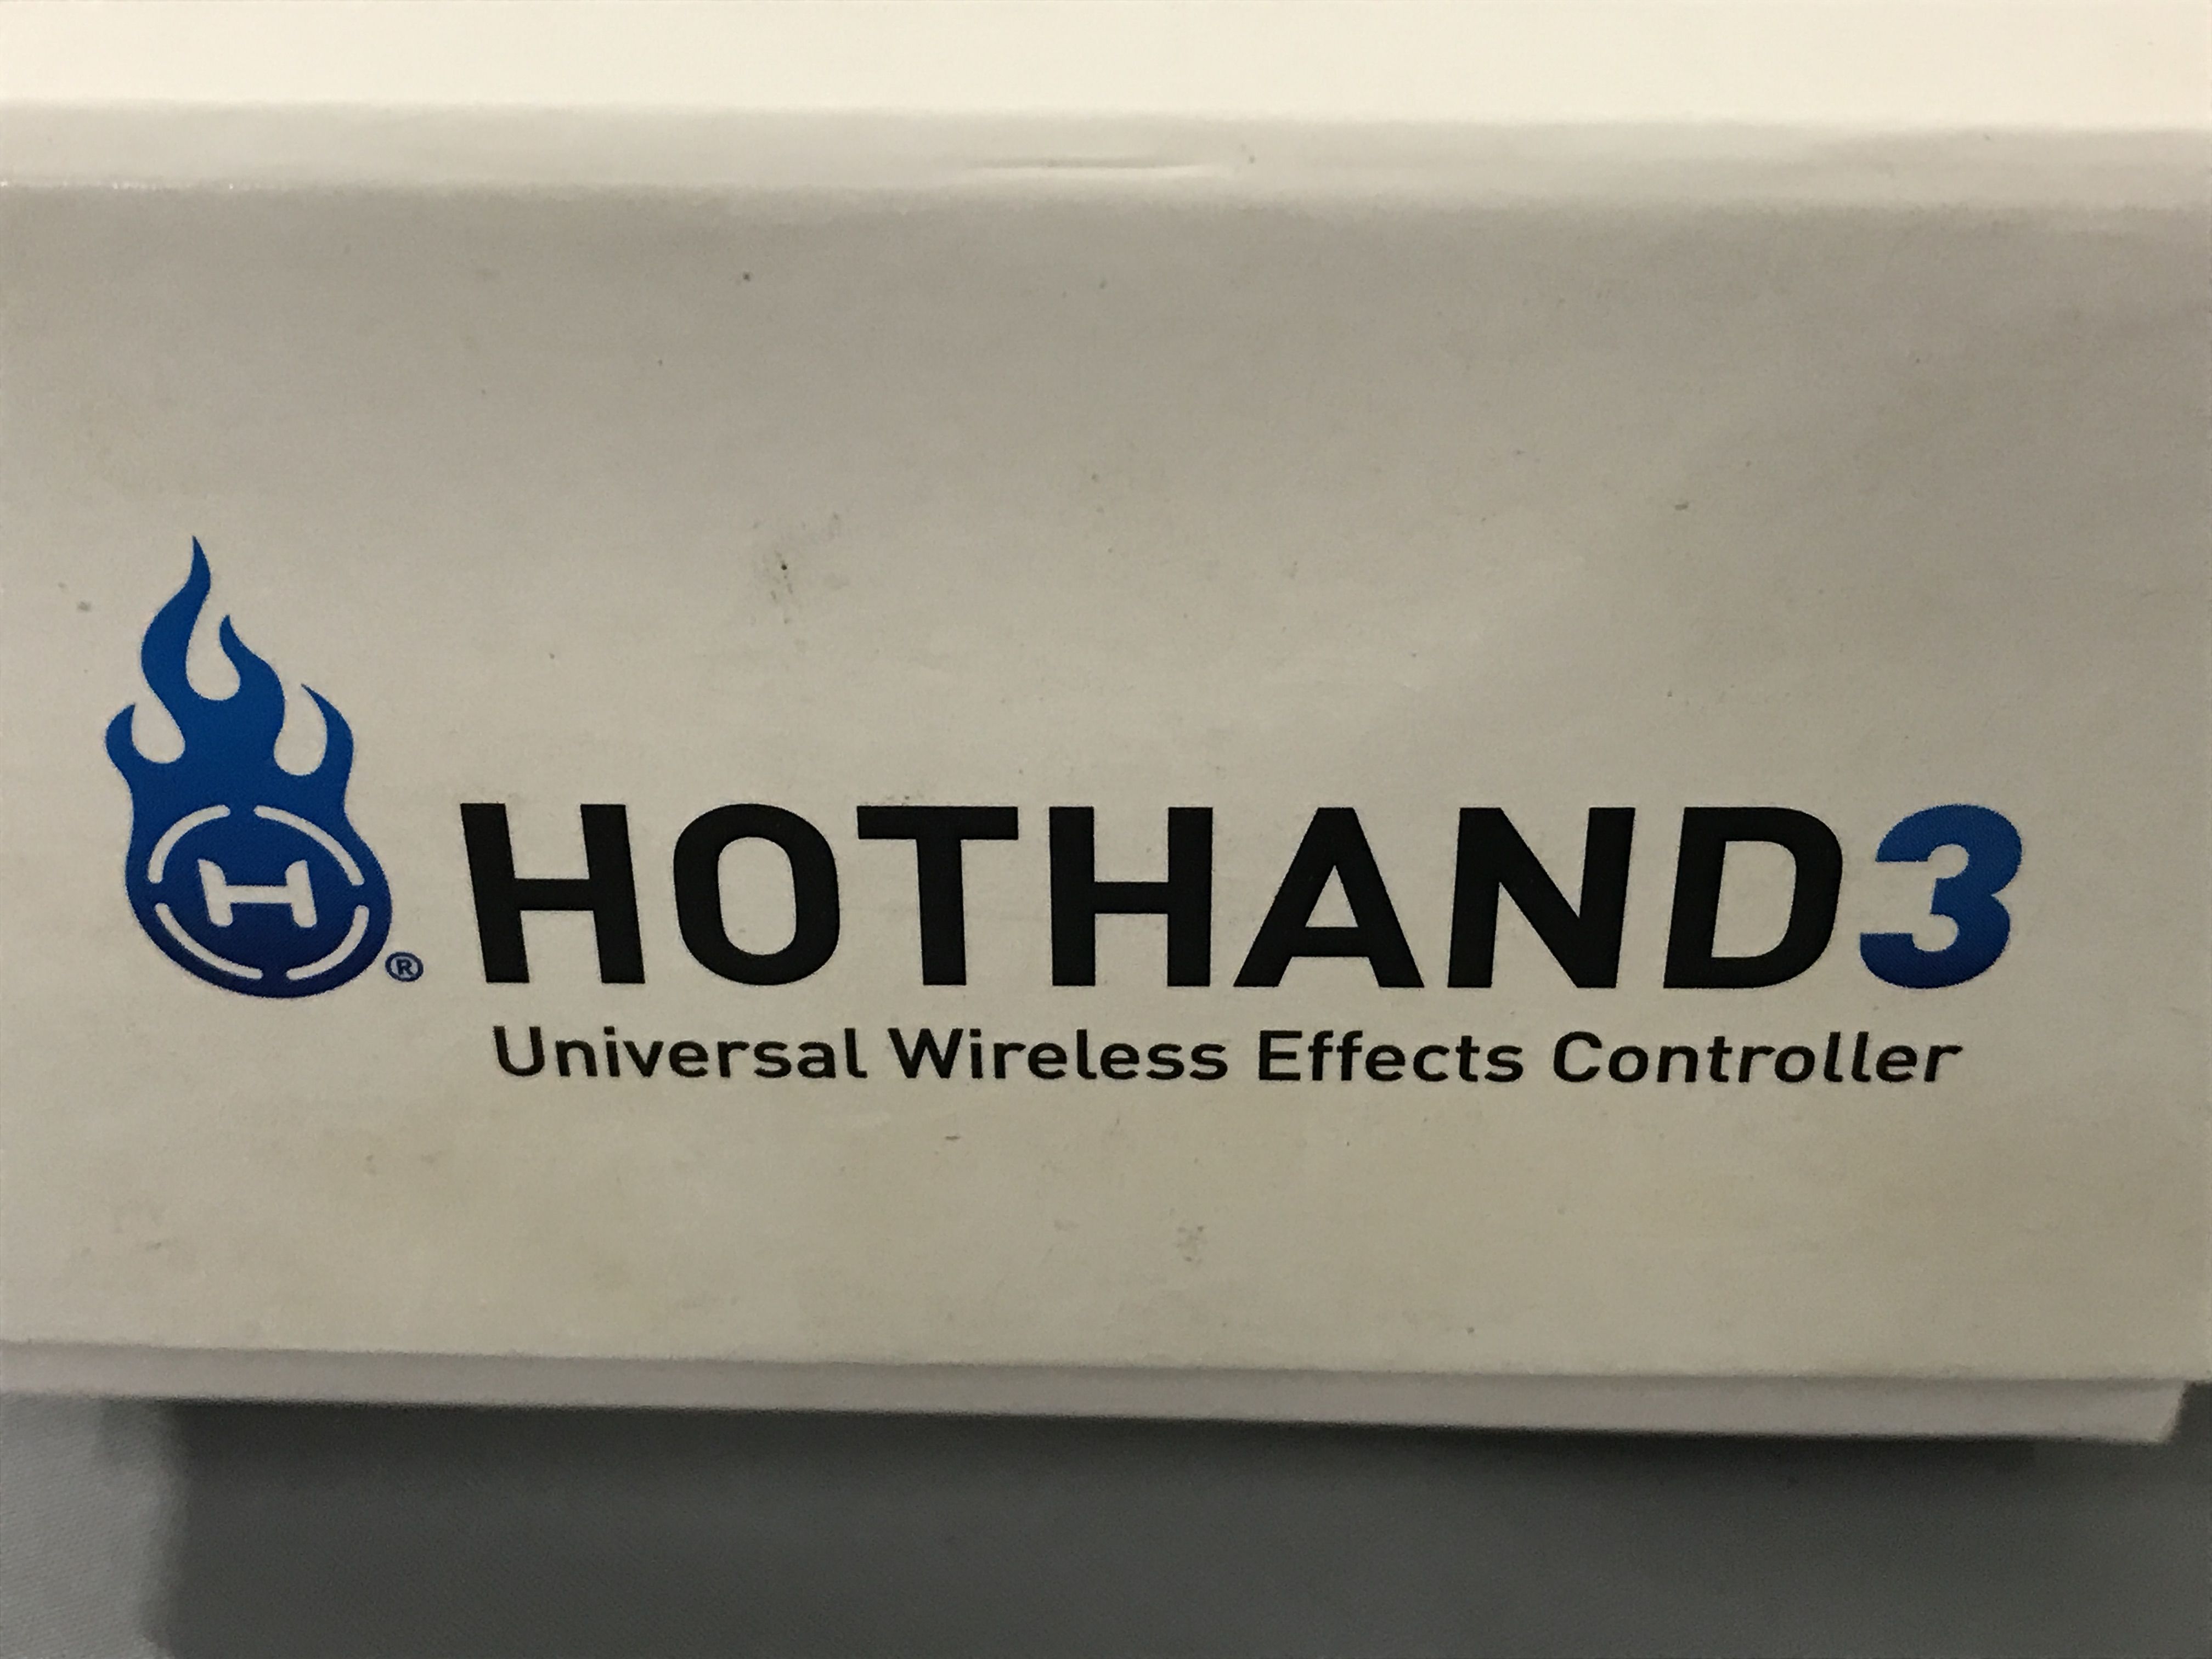 H ®
HOTHAND3
Universal Wireless Effects Controller